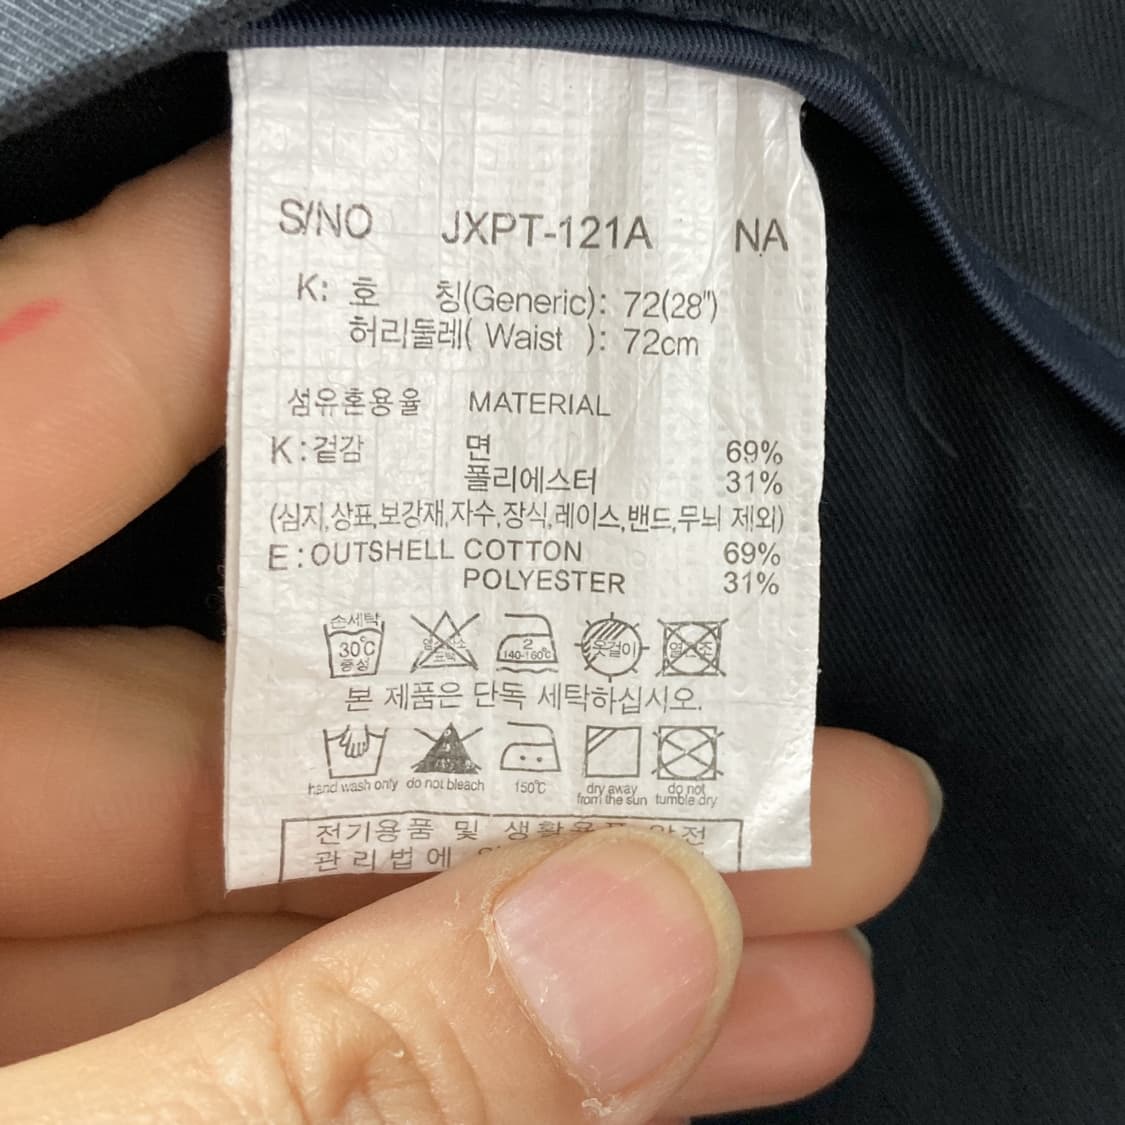 S/NO JXPT-121A NA
K: 호 칭(Generic): 72(28")
허리둘레( Waist ): 72cm
섬유혼용율 MATERIAL
K:겉감 면 69%
폴리에스터 31%
(심지,상표,보강재,자수,장식,레이스,밴드,무늬 제외)
E:OUTSHELL COTTON 69%
POLYESTER 31%
손세탁
30℃
중성
표백
2
140-160℃
옷걸이
본 제품은 단독 세탁하십시오.
hand wash only do not bleach 150℃ dry away from the sun do not tumble dry
전기용품 및 생활용품 안전
관리법에